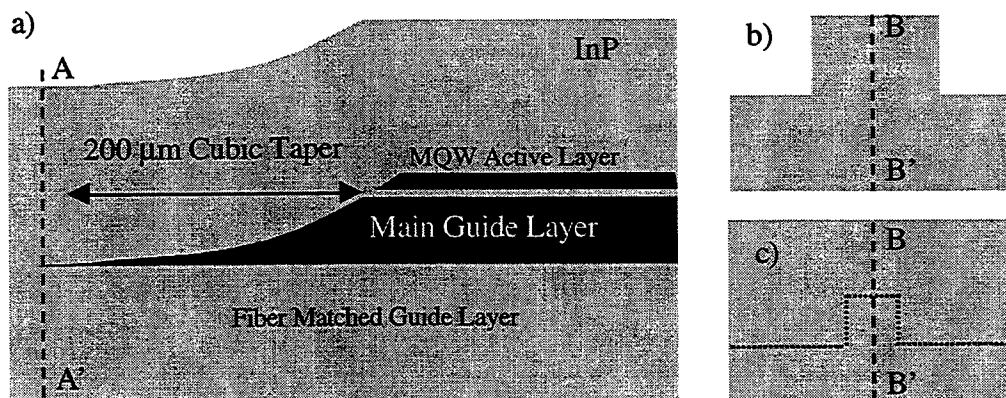 a)
A
InP
200 µm Cubic Taper
MQW Active Layer
Main Guide Layer
Fiber Matched Guide Layer
A'
b)
B
B'
c)
B
B'